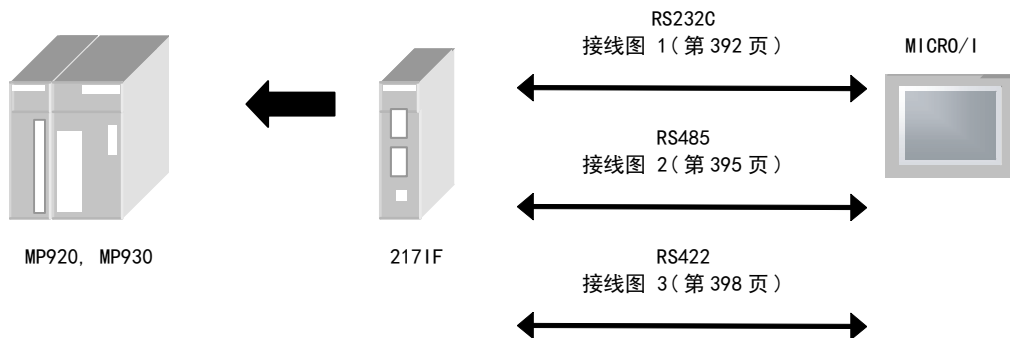 RS232C
接线图 1( 第 392 页 )
MICRO/I
RS485
接线图 2( 第 395 页 )
MP920, MP930
217IF
RS422
接线图 3( 第 398 页 )